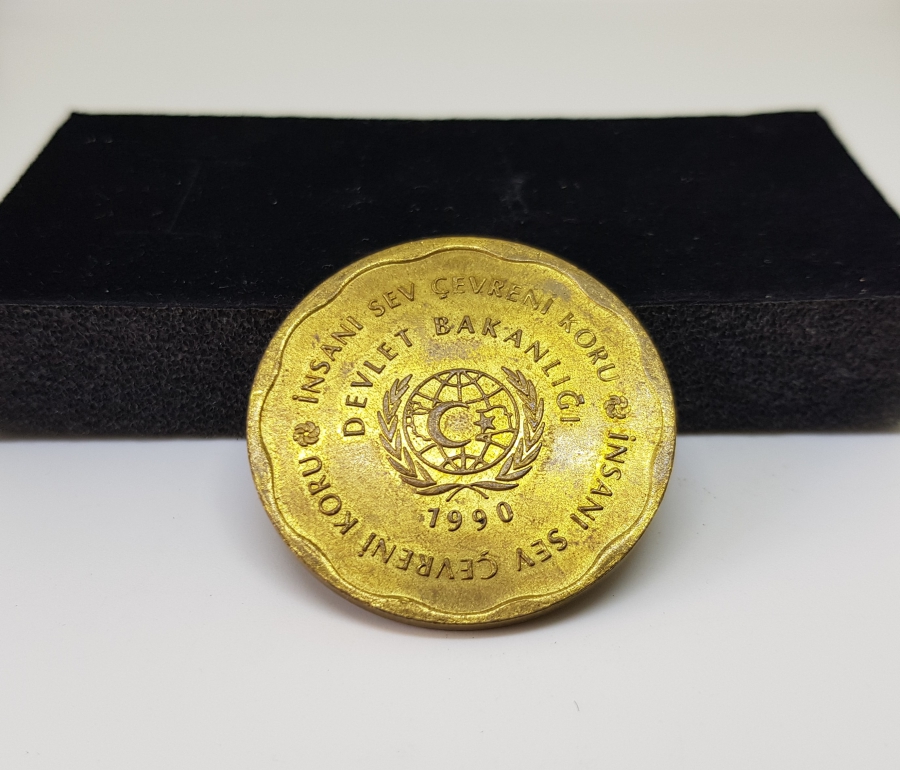 İNSANI SEV ÇEVRENİ KORU
İNSANI SEV ÇEVRENİ KORU
DEVLET BAKANLIĞI
1990